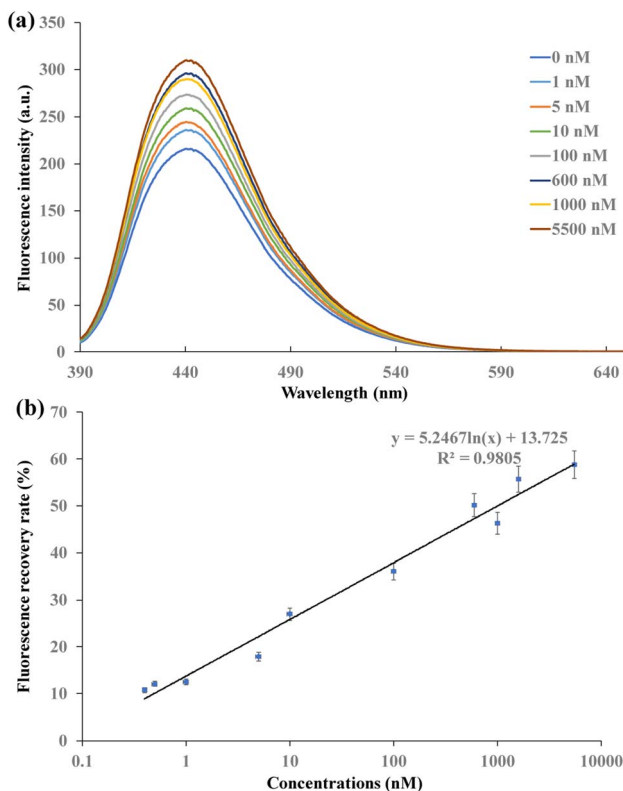 (a)
350
300
250
200
150
100
50
0
Fluorescence intensity (a.u.)
0 nM
1 nM
5 nM
10 nM
100 nM
600 nM
1000 nM
5500 nM
390 440 490 540 590 640
Wavelength (nm)
(b)
70
60
50
40
30
20
10
0
Fluorescence recovery rate (%)
y = 5.2467ln(x) + 13.725
R² = 0.9805
0.1 1 10 100 1000 10000
Concentrations (nM)